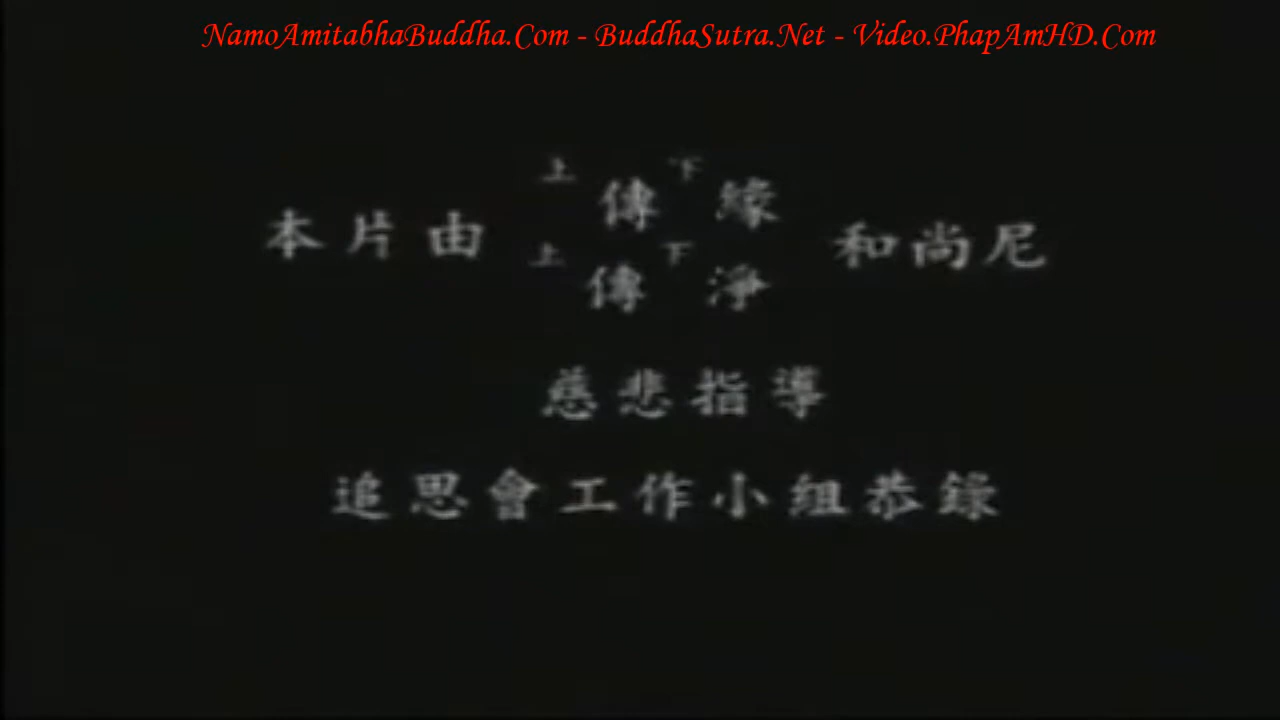 NamoAmitabhaBuddha.Com - BuddhaSutra.Net - Video.PhapAmHD.Com
本片由 上傳下緣 和尚尼
上傳下淨
慈悲指導
追思會工作小組恭錄